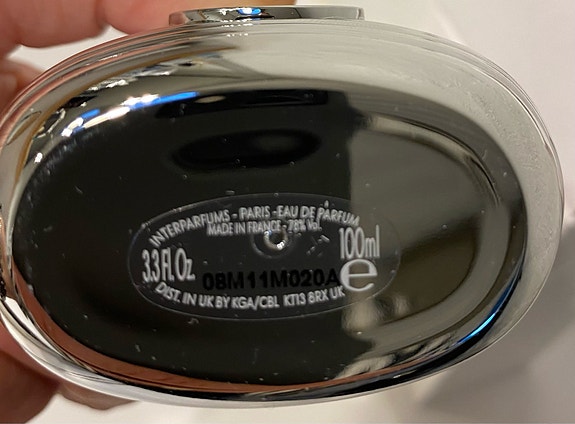 INTERPARFUMS - PARIS - EAU DE PARFUM
MADE IN FRANCE - 78% Vol.
3.3 Fl. Oz
100ml
08M11M020A
e
DIST. IN UK BY KGA/CBL KT13 8RX UK